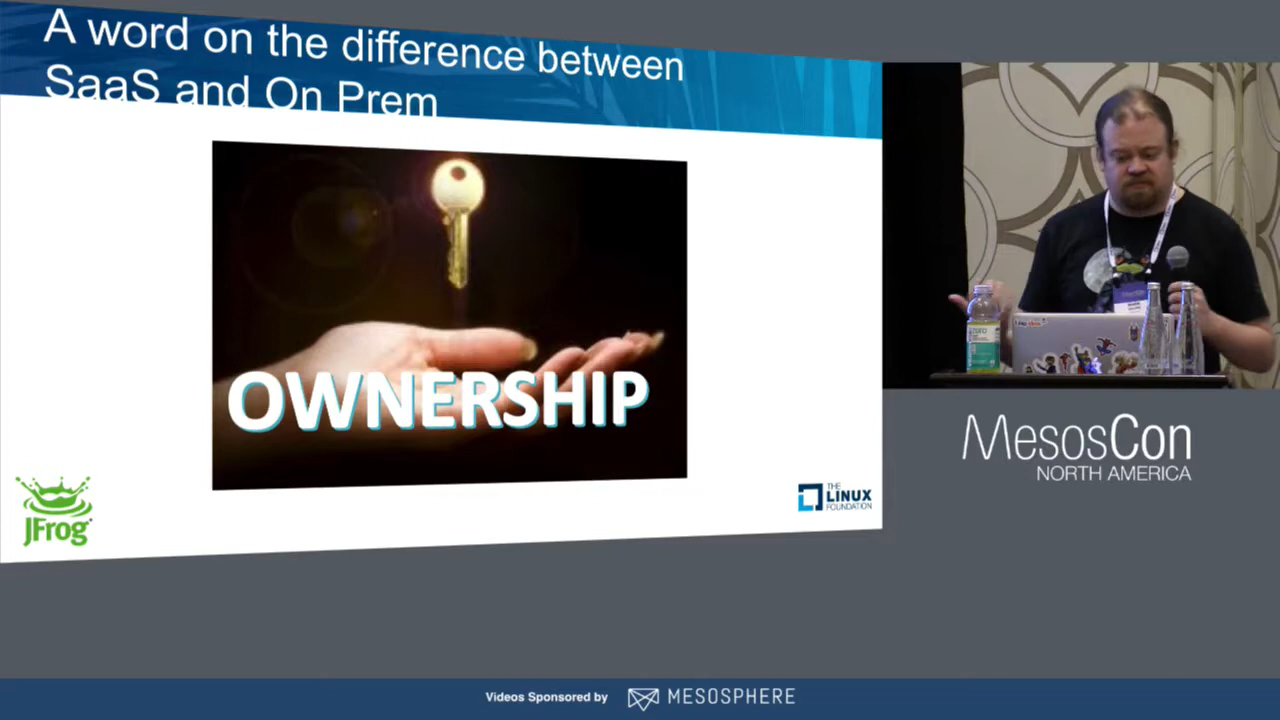 A word on the difference between
SaaS and On Prem
OWNERSHIP
JFrog
THE
LINUX
FOUNDATION
MesosCon
NORTH AMERICA
Videos Sponsored by MESOSPHERE